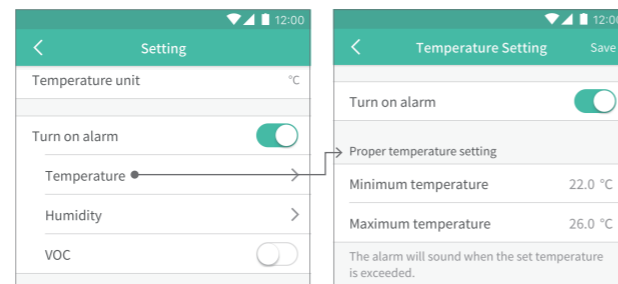 12:00
Setting
Temperature unit °C
Turn on alarm
Temperature
Humidity
VOC
12:00
Temperature Setting Save
Turn on alarm
Proper temperature setting
Minimum temperature 22.0 °C
Maximum temperature 26.0 °C
The alarm will sound when the set temperature
is exceeded.